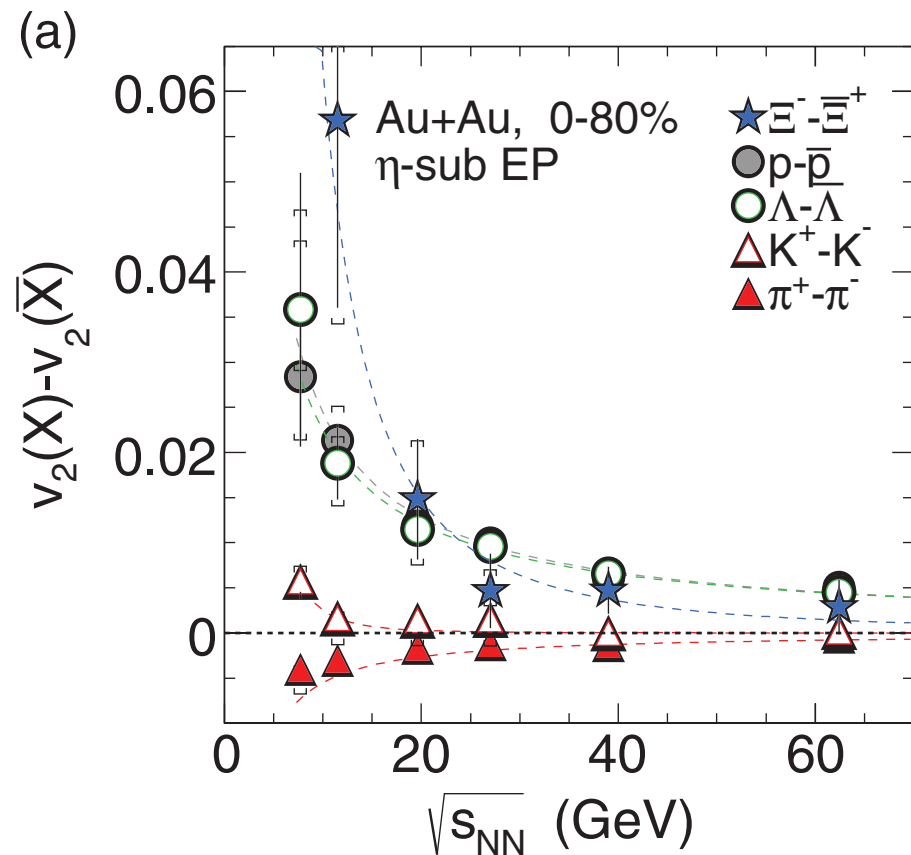 (a)
Au+Au, 0-80%
η-sub EP
Ξ⁻-Ξ̅⁺
p-p̅
Λ-Λ̅
K⁺-K⁻
π⁺-π⁻
v₂(X)-v₂(X̅)
0.06
0.04
0.02
0
0 20 40 60
√s_NN (GeV)